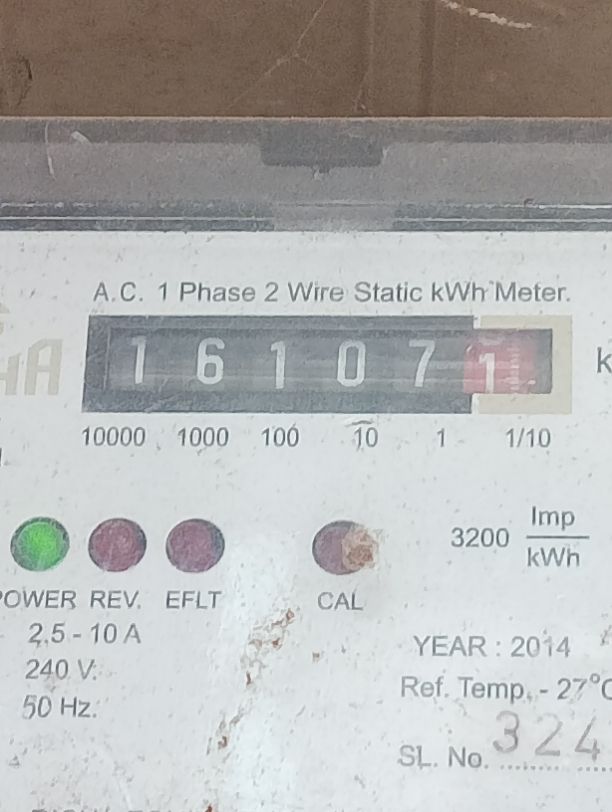 A.C. 1 Phase 2 Wire Static kWh Meter.
1 6 1 0 7 1
10000 1000 100 10 1 1/10
3200 Imp/kWh
POWER REV. EFLT CAL
2.5 - 10 A
240 V.
50 Hz.
YEAR : 2014
Ref. Temp. - 27°C
SL. No. 324